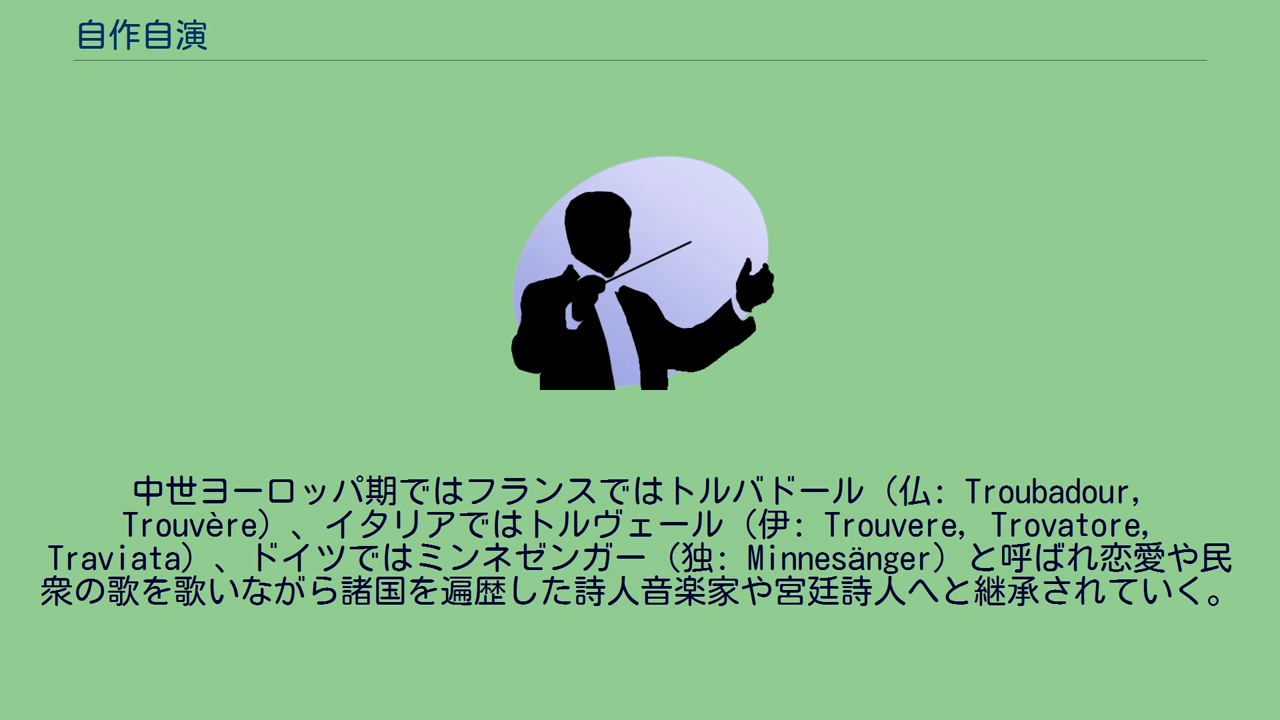 自作自演
中世ヨーロッパ期ではフランスではトルバドール（仏: Troubadour,
Trouvère）、イタリアではトルヴェール（伊: Trouvere, Trovatore,
Traviata）、ドイツではミンネゼンガー（独: Minnesänger）と呼ばれ恋愛や民
衆の歌を歌いながら諸国を遍歴した詩人音楽家や宮廷詩人へと継承されていく。